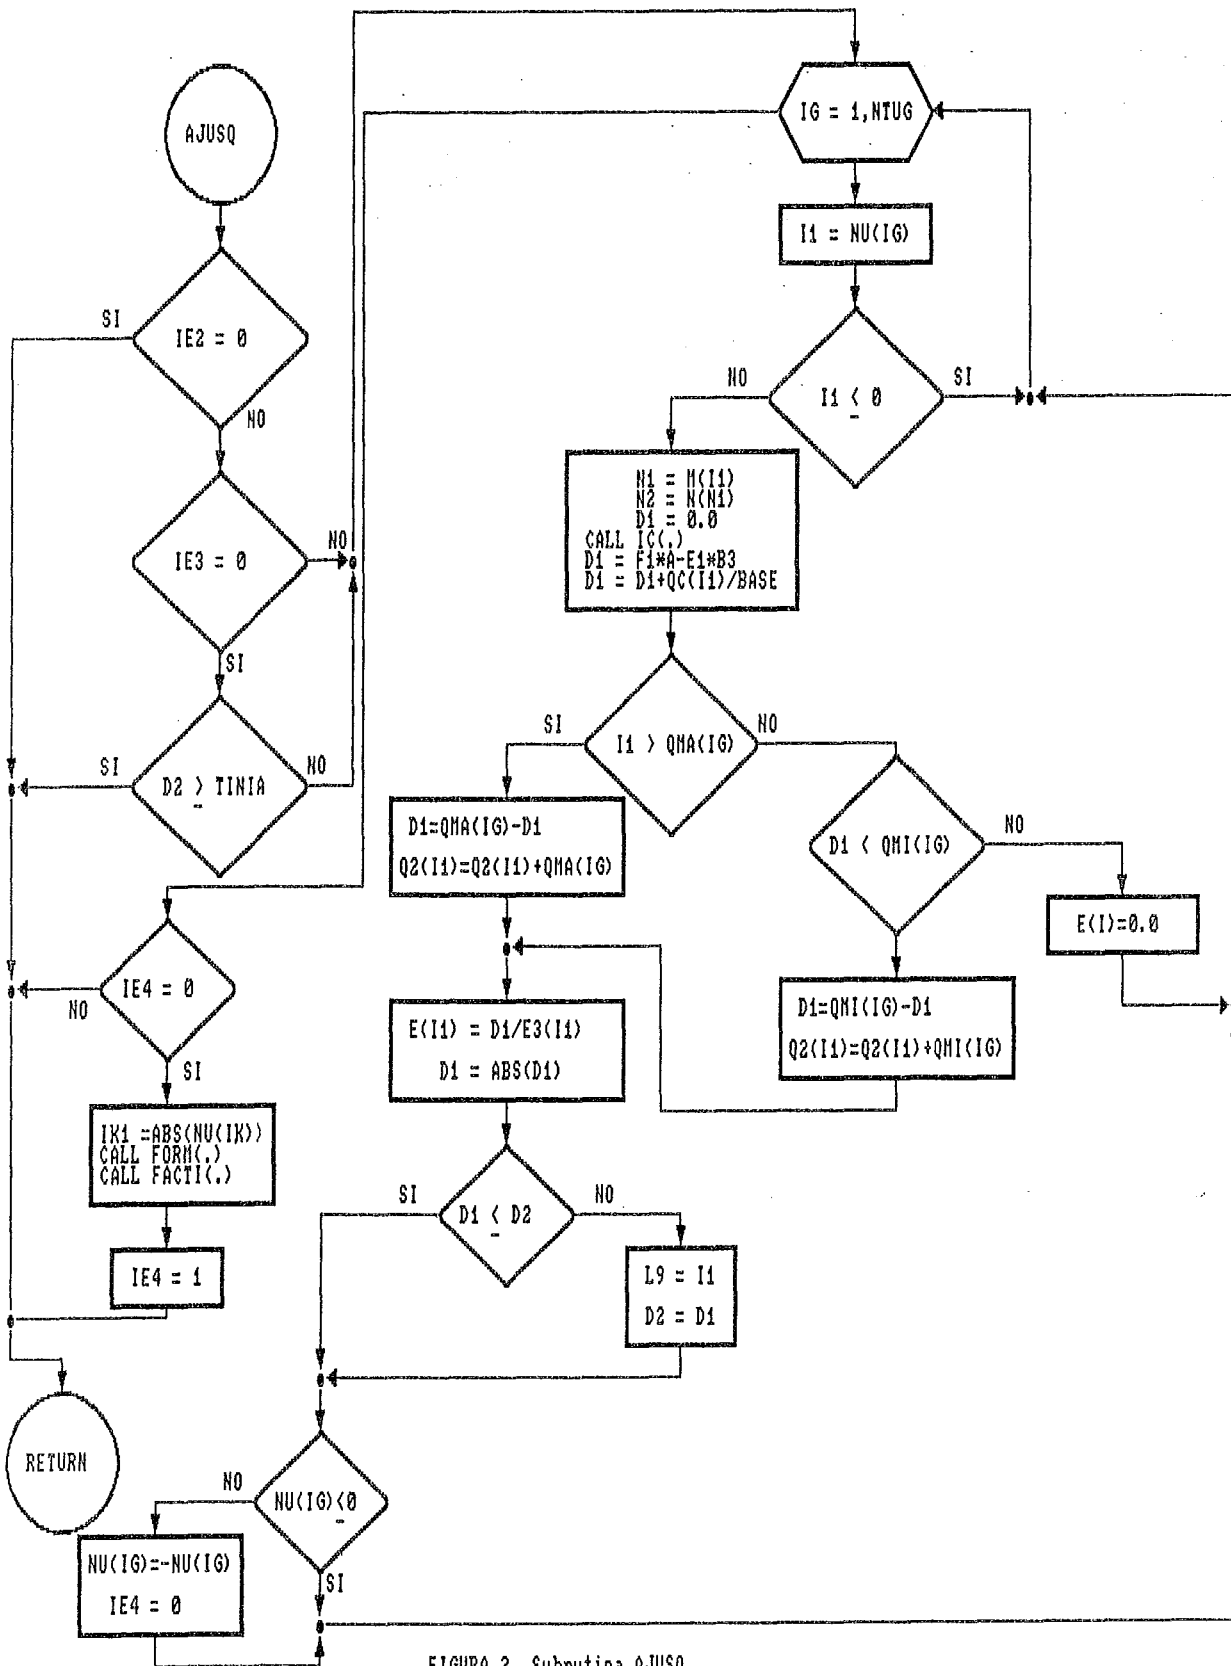 AJUSQ
IE2 = 0
SI
NO
IE3 = 0
NO
SI
D2 ≥ TINIA
SI
NO
IG = 1,NTUG
I1 = NU(IG)
I1 ≤ 0
NO
SI
N1 = M(I1)
N2 = N(N1)
D1 = 0.0
CALL IC(.)
D1 = F1*A-E1*B3
D1 = D1+QC(I1)/BASE
I1 > QMA(IG)
SI
NO
D1=QMA(IG)-D1
Q2(I1)=Q2(I1)+QMA(IG)
D1 < QMI(IG)
NO
E(I)=0.0
D1=QMI(IG)-D1
Q2(I1)=Q2(I1)+QMI(IG)
E(I1) = D1/E3(I1)
D1 = ABS(D1)
D1 ≤ D2
SI
NO
L9 = I1
D2 = D1
NU(IG)≤0
NO
SI
NU(IG)=-NU(IG)
IE4 = 0
IE4 = 0
NO
SI
IK1 =ABS(NU(IK))
CALL FORM(.)
CALL FACTI(.)
IE4 = 1
RETURN
FIGURA 2. Subrutina AJUSQ